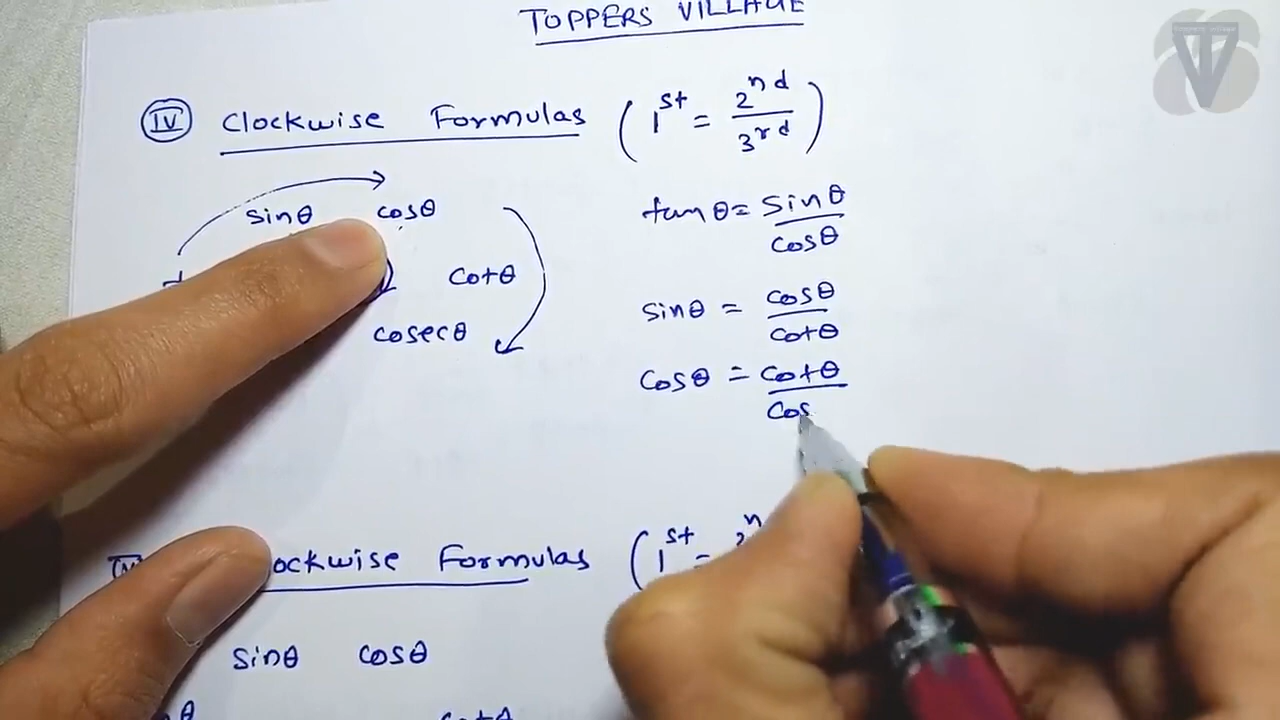 TOPPERS VILLAGE
IV Clockwise Formulas (1st = 2nd / 3rd)
sinθ cosθ
cotθ
cosecθ
tanθ = sinθ / cosθ
sinθ = cosθ / cotθ
cosθ = cotθ / cos
ockwise Formulas (1st =
sinθ cosθ